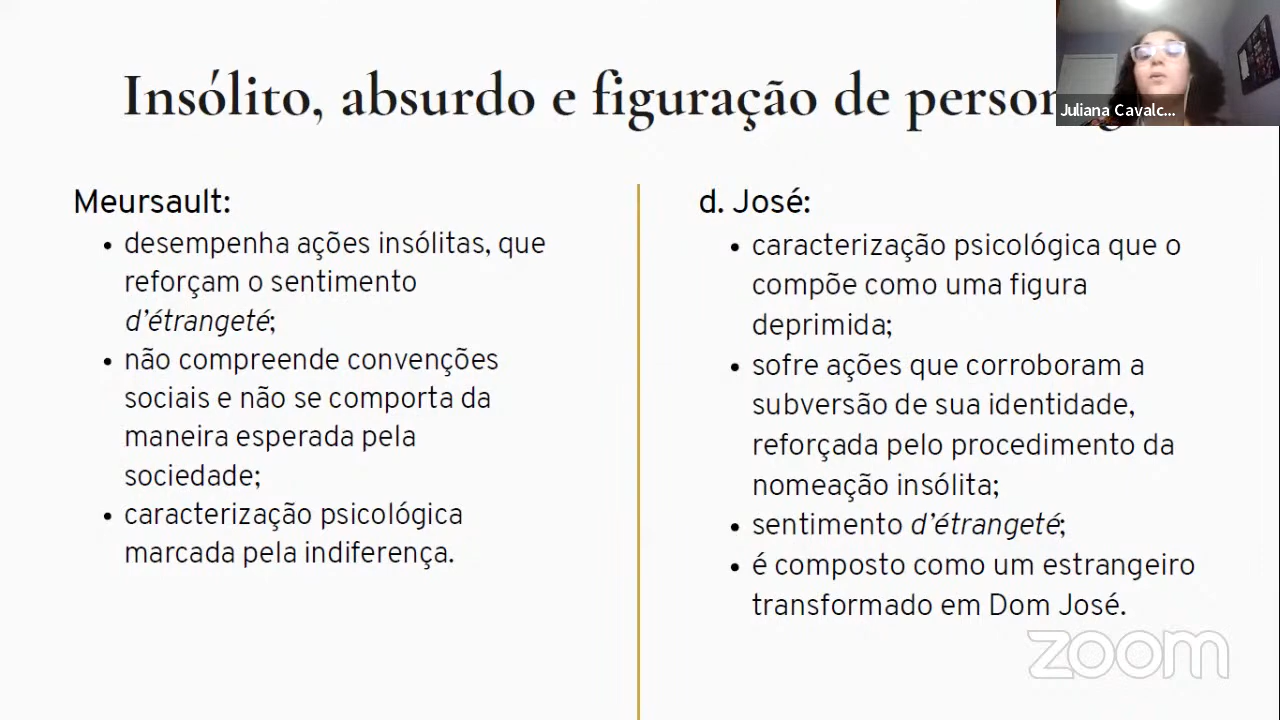 Insólito, absurdo e figuração de
Juliana Cavalc...
Meursault:
• desempenha ações insólitas, que
reforçam o sentimento
d'étrangeté;
• não compreende convenções
sociais e não se comporta da
maneira esperada pela
sociedade;
• caracterização psicológica
marcada pela indiferença.
d. José:
• caracterização psicológica que o
compõe como uma figura
deprimida;
• sofre ações que corroboram a
subversão de sua identidade,
reforçada pelo procedimento da
nomeação insólita;
• sentimento d'étrangeté;
• é composto como um estrangeiro
transformado em Dom José.
zoom